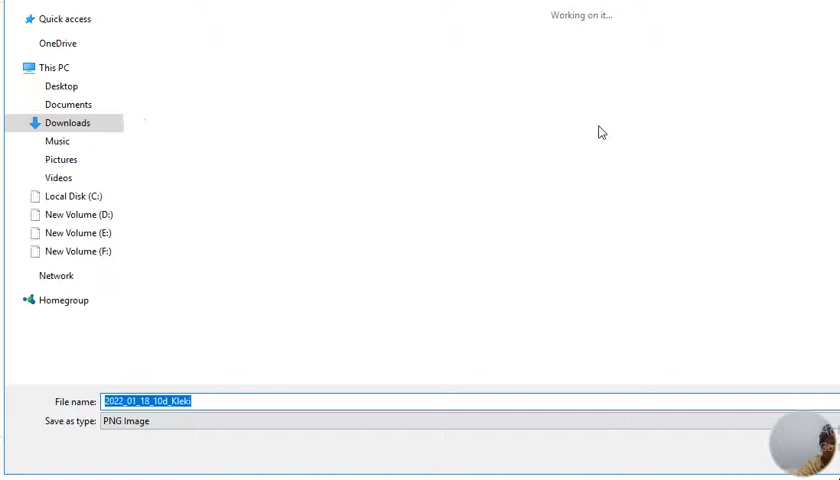 Quick access
Working on it...
OneDrive
This PC
Desktop
Documents
Downloads
Music
Pictures
Videos
Local Disk (C:)
New Volume (D:)
New Volume (E:)
New Volume (F:)
Network
Homegroup
File name: 2022_01_18_10d_Kleki
Save as type: PNG Image